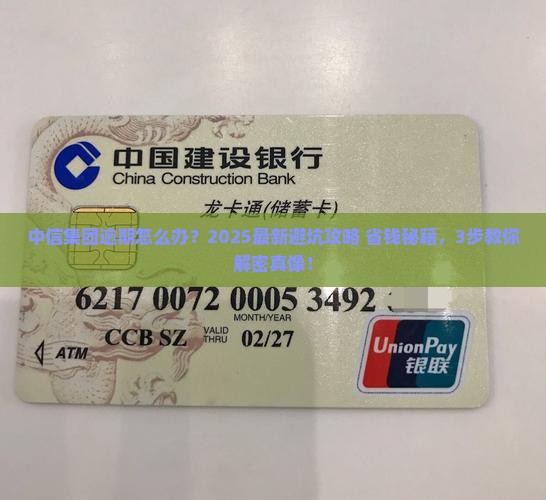 中国建设银行
China Construction Bank
龙卡通(储蓄卡)
中信集团逾期怎么办？2025最新避坑攻略 省钱秘籍，3步教你
解密真像！
6217 0072 0005 3492
MONTH/YEAR
CCB SZ VALID THRU 02/27
ATM
UnionPay
银联